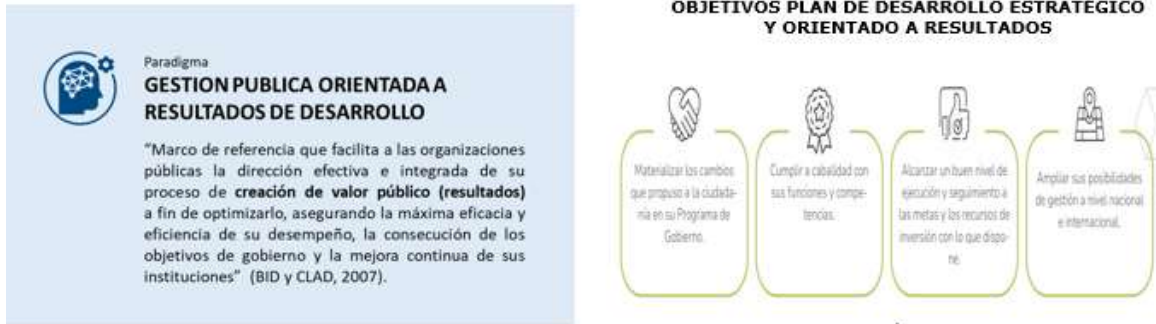 Paradigma
GESTION PUBLICA ORIENTADA A
RESULTADOS DE DESARROLLO
“Marco de referencia que facilita a las organizaciones
públicas la dirección efectiva e integrada de su
proceso de creación de valor público (resultados)
a fin de optimizarlo, asegurando la máxima eficacia y
eficiencia de su desempeño, la consecución de los
objetivos de gobierno y la mejora continua de sus
instituciones” (BID y CLAD, 2007).
OBJETIVOS PLAN DE DESARROLLO ESTRATÉGICO
Y ORIENTADO A RESULTADOS
Materializar los cambios
que propuso a la ciudada-
nía en su Programa de
Gobierno.
Cumplir a cabalidad con
sus funciones y compe-
tencias.
Alcanzar un buen nivel de
ejecución y seguimiento a
las metas y los recursos de
inversión con lo que dispo-
ne.
Ampliar sus posibilidades
de gestión a nivel nacional
e internacional.